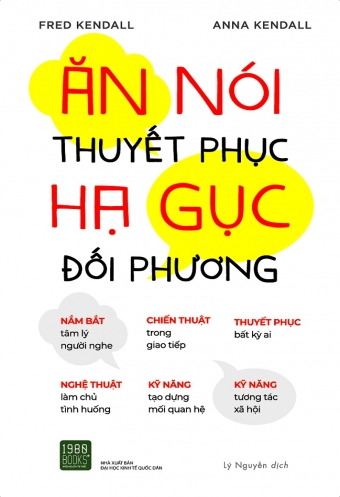 FRED KENDALL
ANNA KENDALL
ĂN NÓI
THUYẾT PHỤC
HẠ GỤC
ĐỐI PHƯƠNG
NẮM BẮT
tâm lý
người nghe
CHIẾN THUẬT
trong
giao tiếp
THUYẾT PHỤC
bất kỳ ai
NGHỆ THUẬT
làm chủ
tình huống
KỸ NĂNG
tạo dựng
mối quan hệ
KỸ NĂNG
tương tác
xã hội
1980
BOOKS
NHÀ XUẤT BẢN
ĐẠI HỌC KINH TẾ QUỐC DÂN
Lý Nguyễn dịch